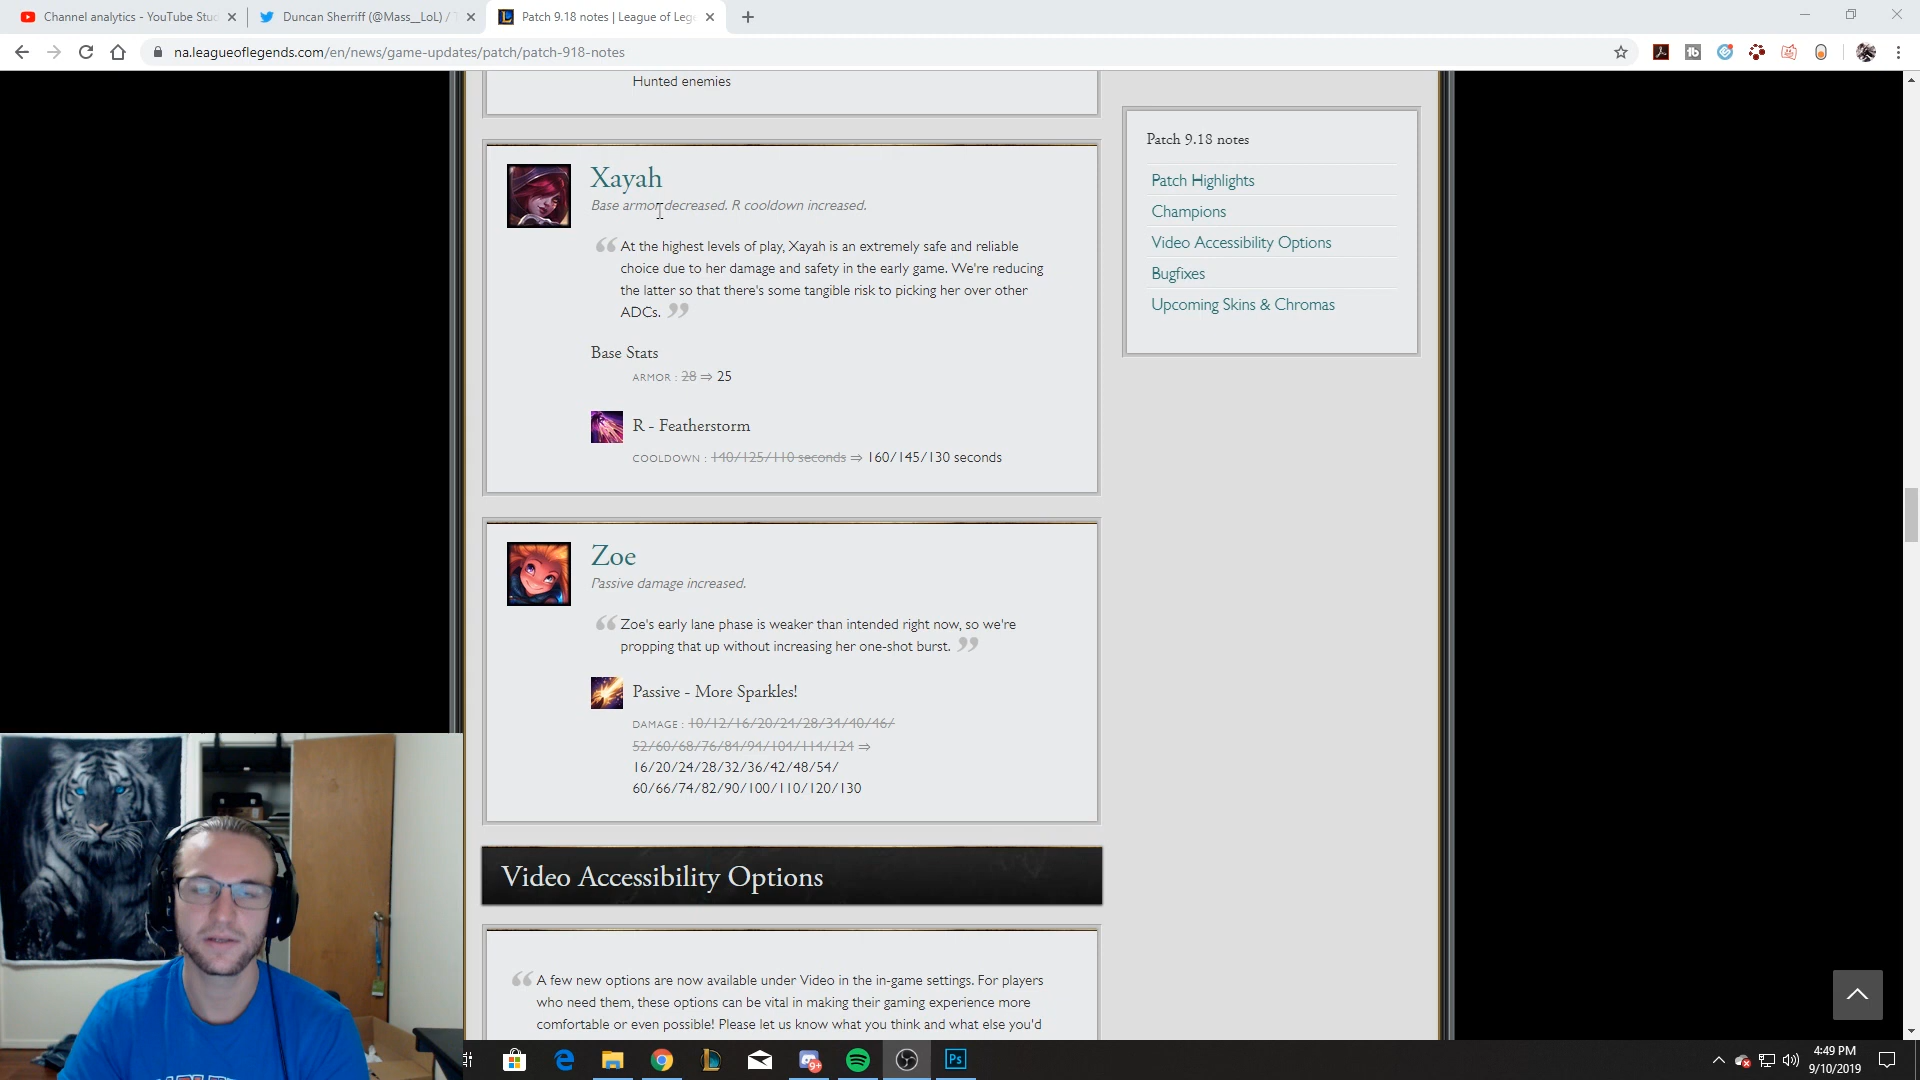 Channel analytics - YouTube Stu
Duncan Sherriff (@Mass__LoL) / T
Patch 9.18 notes | League of Leg
na.leagueoflegends.com/en/news/game-updates/patch/patch-918-notes
Hunted enemies
Xayah
Base armor decreased. R cooldown increased.
“ At the highest levels of play, Xayah is an extremely safe and reliable
choice due to her damage and safety in the early game. We're reducing
the latter so that there's some tangible risk to picking her over other
ADCs. ”
Base Stats
ARMOR : 28 ⇒ 25
R - Featherstorm
COOLDOWN : 140/125/110 seconds ⇒ 160/145/130 seconds
Zoe
Passive damage increased.
“ Zoe's early lane phase is weaker than intended right now, so we're
propping that up without increasing her one-shot burst. ”
Passive - More Sparkles!
DAMAGE : 10/12/16/20/24/28/34/40/46/
52/60/68/76/84/94/104/114/124 ⇒
16/20/24/28/32/36/42/48/54/
60/66/74/82/90/100/110/120/130
Video Accessibility Options
“ A few new options are now available under Video in the in-game settings. For players
who need them, these options can be vital in making their gaming experience more
comfortable or even possible! Please let us know what you think and what else you'd
Patch 9.18 notes
Patch Highlights
Champions
Video Accessibility Options
Bugfixes
Upcoming Skins & Chromas
9+
Ps
4:49 PM
9/10/2019